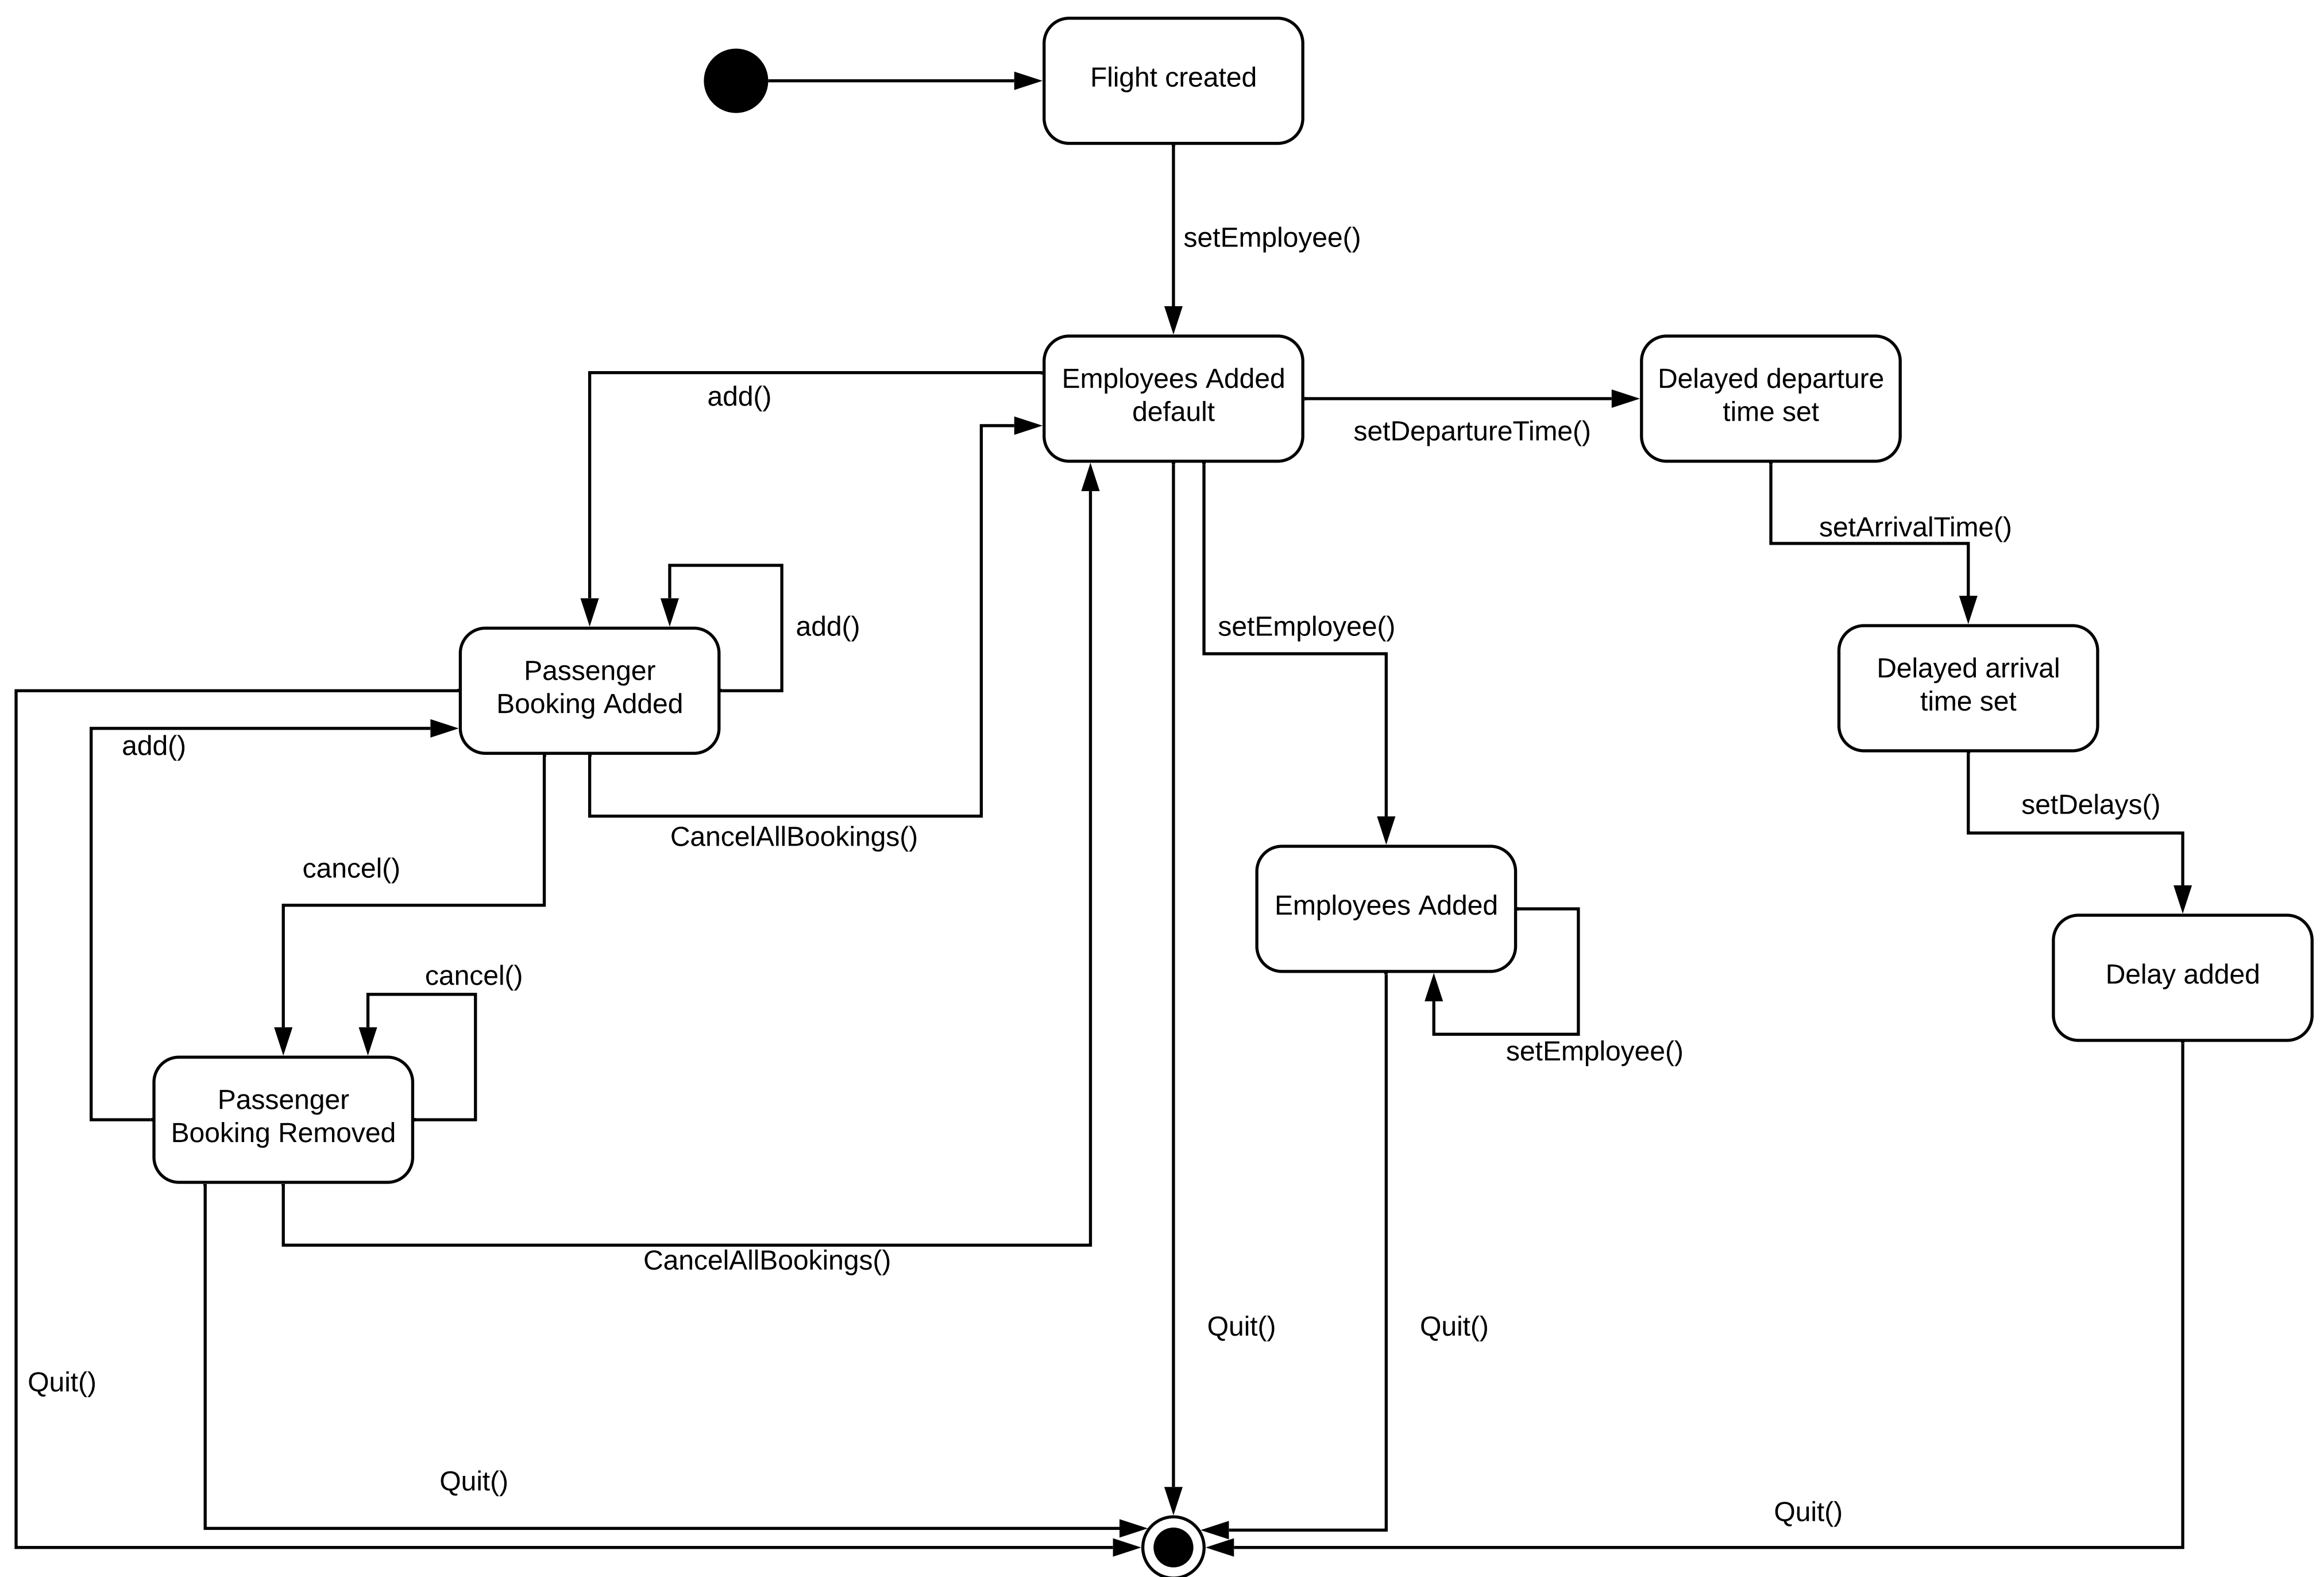 Flight created
setEmployee()
Employees Added
default
Delayed departure
time set
add()
setDepartureTime()
setArrivalTime()
add()
setEmployee()
Passenger
Booking Added
Delayed arrival
time set
add()
setDelays()
CancelAllBookings()
cancel()
Employees Added
cancel()
Delay added
setEmployee()
Passenger
Booking Removed
CancelAllBookings()
Quit()
Quit()
Quit()
Quit()
Quit()